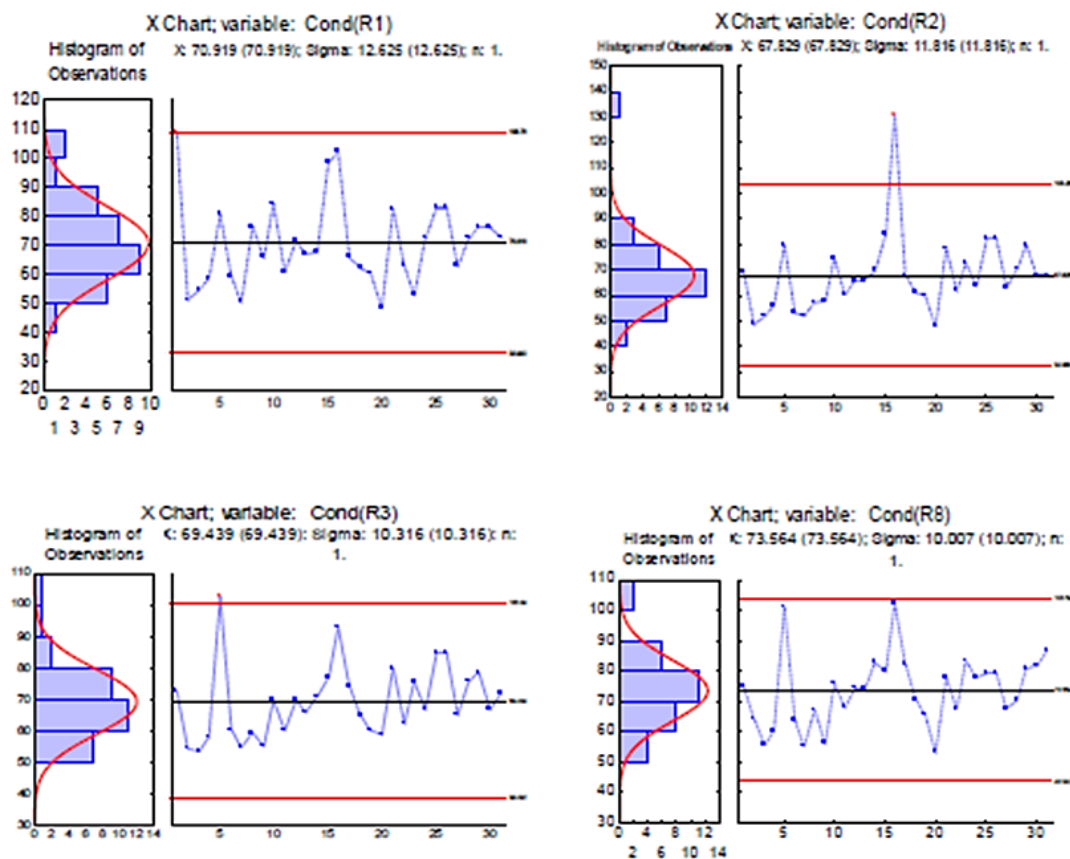 X Chart; variable: Cond(R1)
Histogram of Observations
X: 70.919 (70.919); Sigma: 12.625 (12.625); n: 1.
120
110
100
90
80
70
60
50
40
30
20
0 2 4 6 8 10
1 3 5 7 9
5 10 15 20 25 30
X Chart; variable: Cond(R2)
Histogram of Observations X: 67.829 (67.829); Sigma: 11.816 (11.816); n: 1.
150
140
130
120
110
100
90
80
70
60
50
40
30
20
0 2 4 6 8 10 12 14
5 10 15 20 25 30
X Chart; variable: Cond(R3)
Histogram of Observations
X: 69.439 (69.439); Sigma: 10.316 (10.316); n:
1.
110
100
90
80
70
60
50
40
30
0 2 4 6 8 10 12 14
5 10 15 20 25 30
X Chart; variable: Cond(R8)
Histogram of Observations
X: 73.564 (73.564); Sigma: 10.007 (10.007); n:
1.
110
100
90
80
70
60
50
40
30
0 4 8 12
2 6 10 14
5 10 15 20 25 30